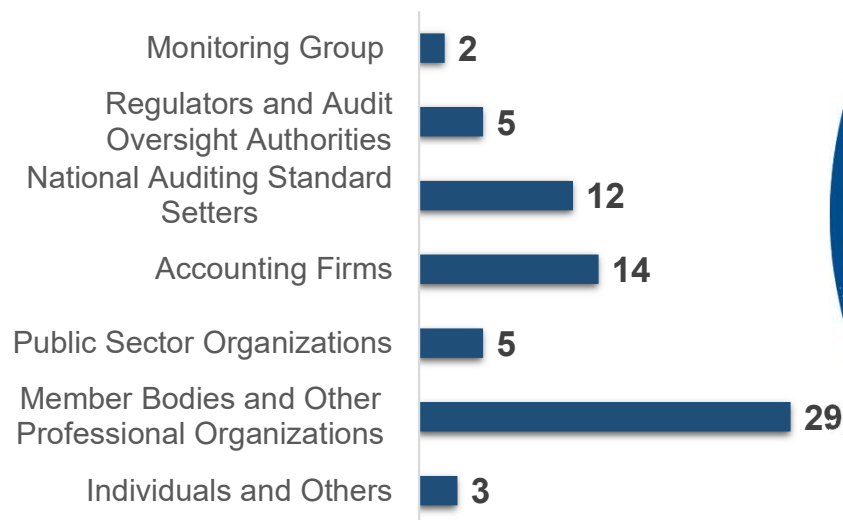 Monitoring Group
2
Regulators and Audit
Oversight Authorities
5
National Auditing Standard
Setters
12
Accounting Firms
14
Public Sector Organizations
5
Member Bodies and Other
Professional Organizations
29
Individuals and Others
3